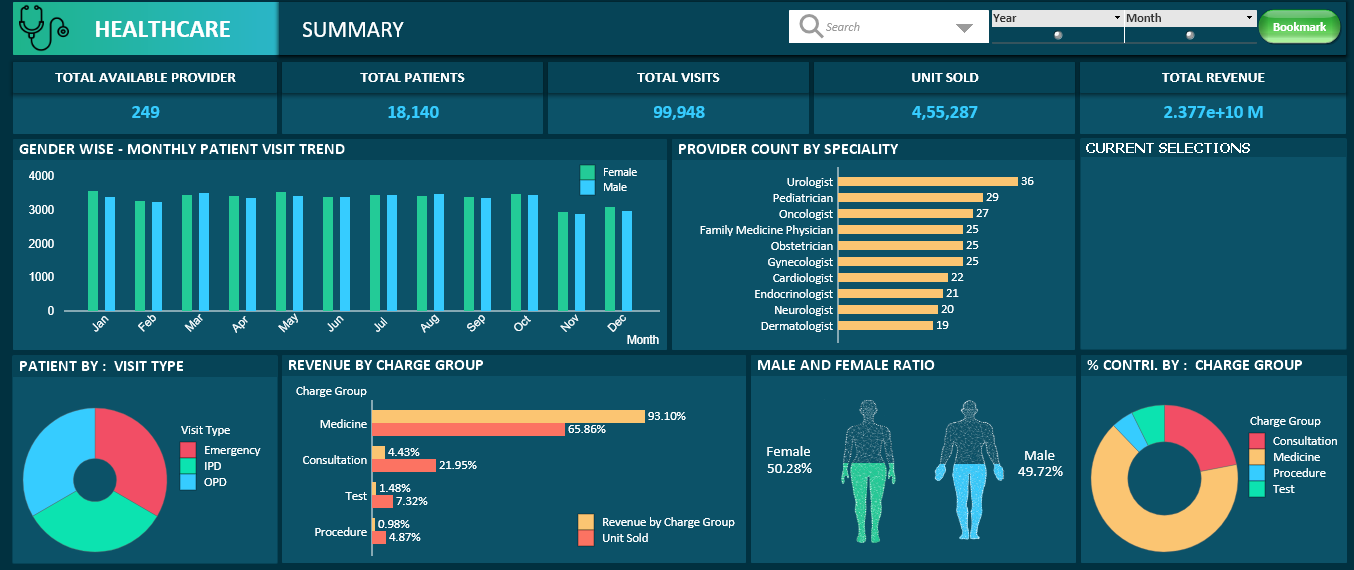 HEALTHCARE
SUMMARY
Search
Year
Month
Bookmark
TOTAL AVAILABLE PROVIDER
249
TOTAL PATIENTS
18,140
TOTAL VISITS
99,948
UNIT SOLD
4,55,287
TOTAL REVENUE
2.377e+10 M
GENDER WISE - MONTHLY PATIENT VISIT TREND
Female
Male
4000
3000
2000
1000
0
Jan
Feb
Mar
Apr
May
Jun
Jul
Aug
Sep
Oct
Nov
Dec
Month
PROVIDER COUNT BY SPECIALITY
Urologist 36
Pediatrician 29
Oncologist 27
Family Medicine Physician 25
Obstetrician 25
Gynecologist 25
Cardiologist 22
Endocrinologist 21
Neurologist 20
Dermatologist 19
CURRENT SELECTIONS
PATIENT BY : VISIT TYPE
Visit Type
Emergency
IPD
OPD
REVENUE BY CHARGE GROUP
Charge Group
Medicine
93.10%
65.86%
Consultation
4.43%
21.95%
Test
1.48%
7.32%
Procedure
0.98%
4.87%
Revenue by Charge Group
Unit Sold
MALE AND FEMALE RATIO
Female
50.28%
Male
49.72%
% CONTRI. BY : CHARGE GROUP
Charge Group
Consultation
Medicine
Procedure
Test